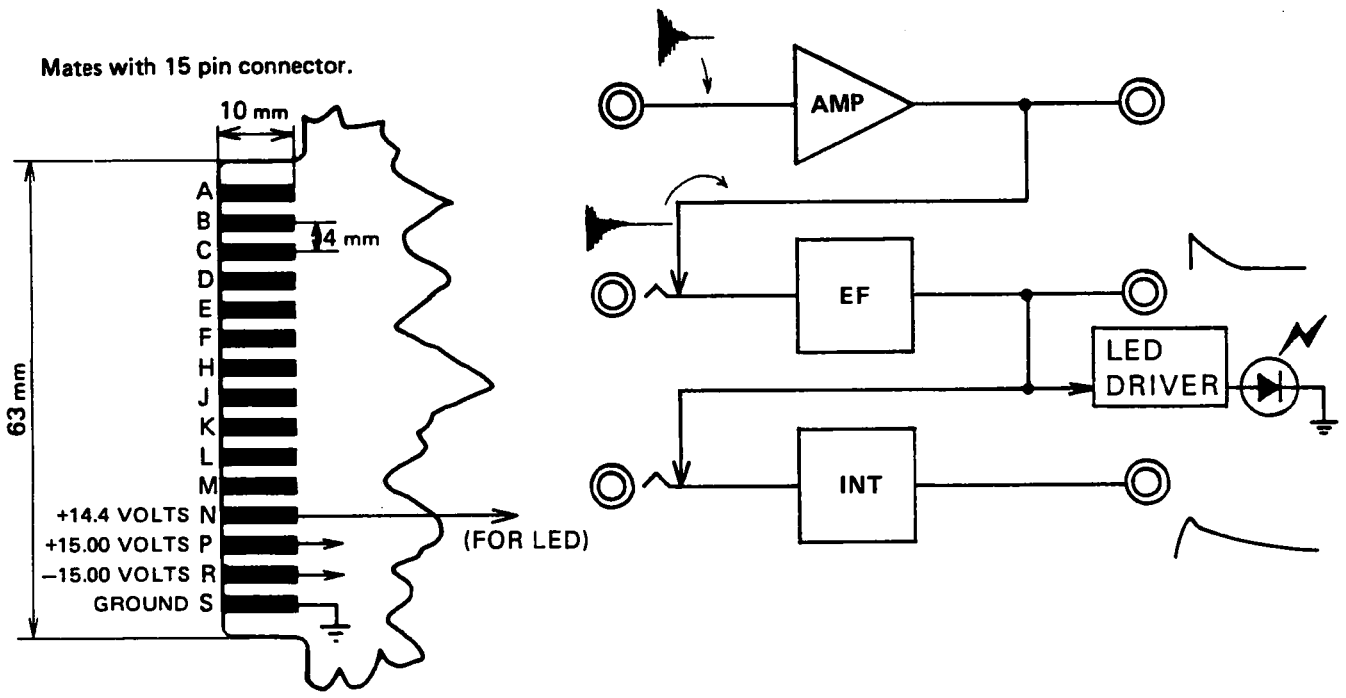 Mates with 15 pin connector.
10 mm
63 mm
A
B
C
4 mm
D
E
F
H
J
K
L
M
+14.4 VOLTS N
(FOR LED)
+15.00 VOLTS P
−15.00 VOLTS R
GROUND S
AMP
EF
LED
DRIVER
INT